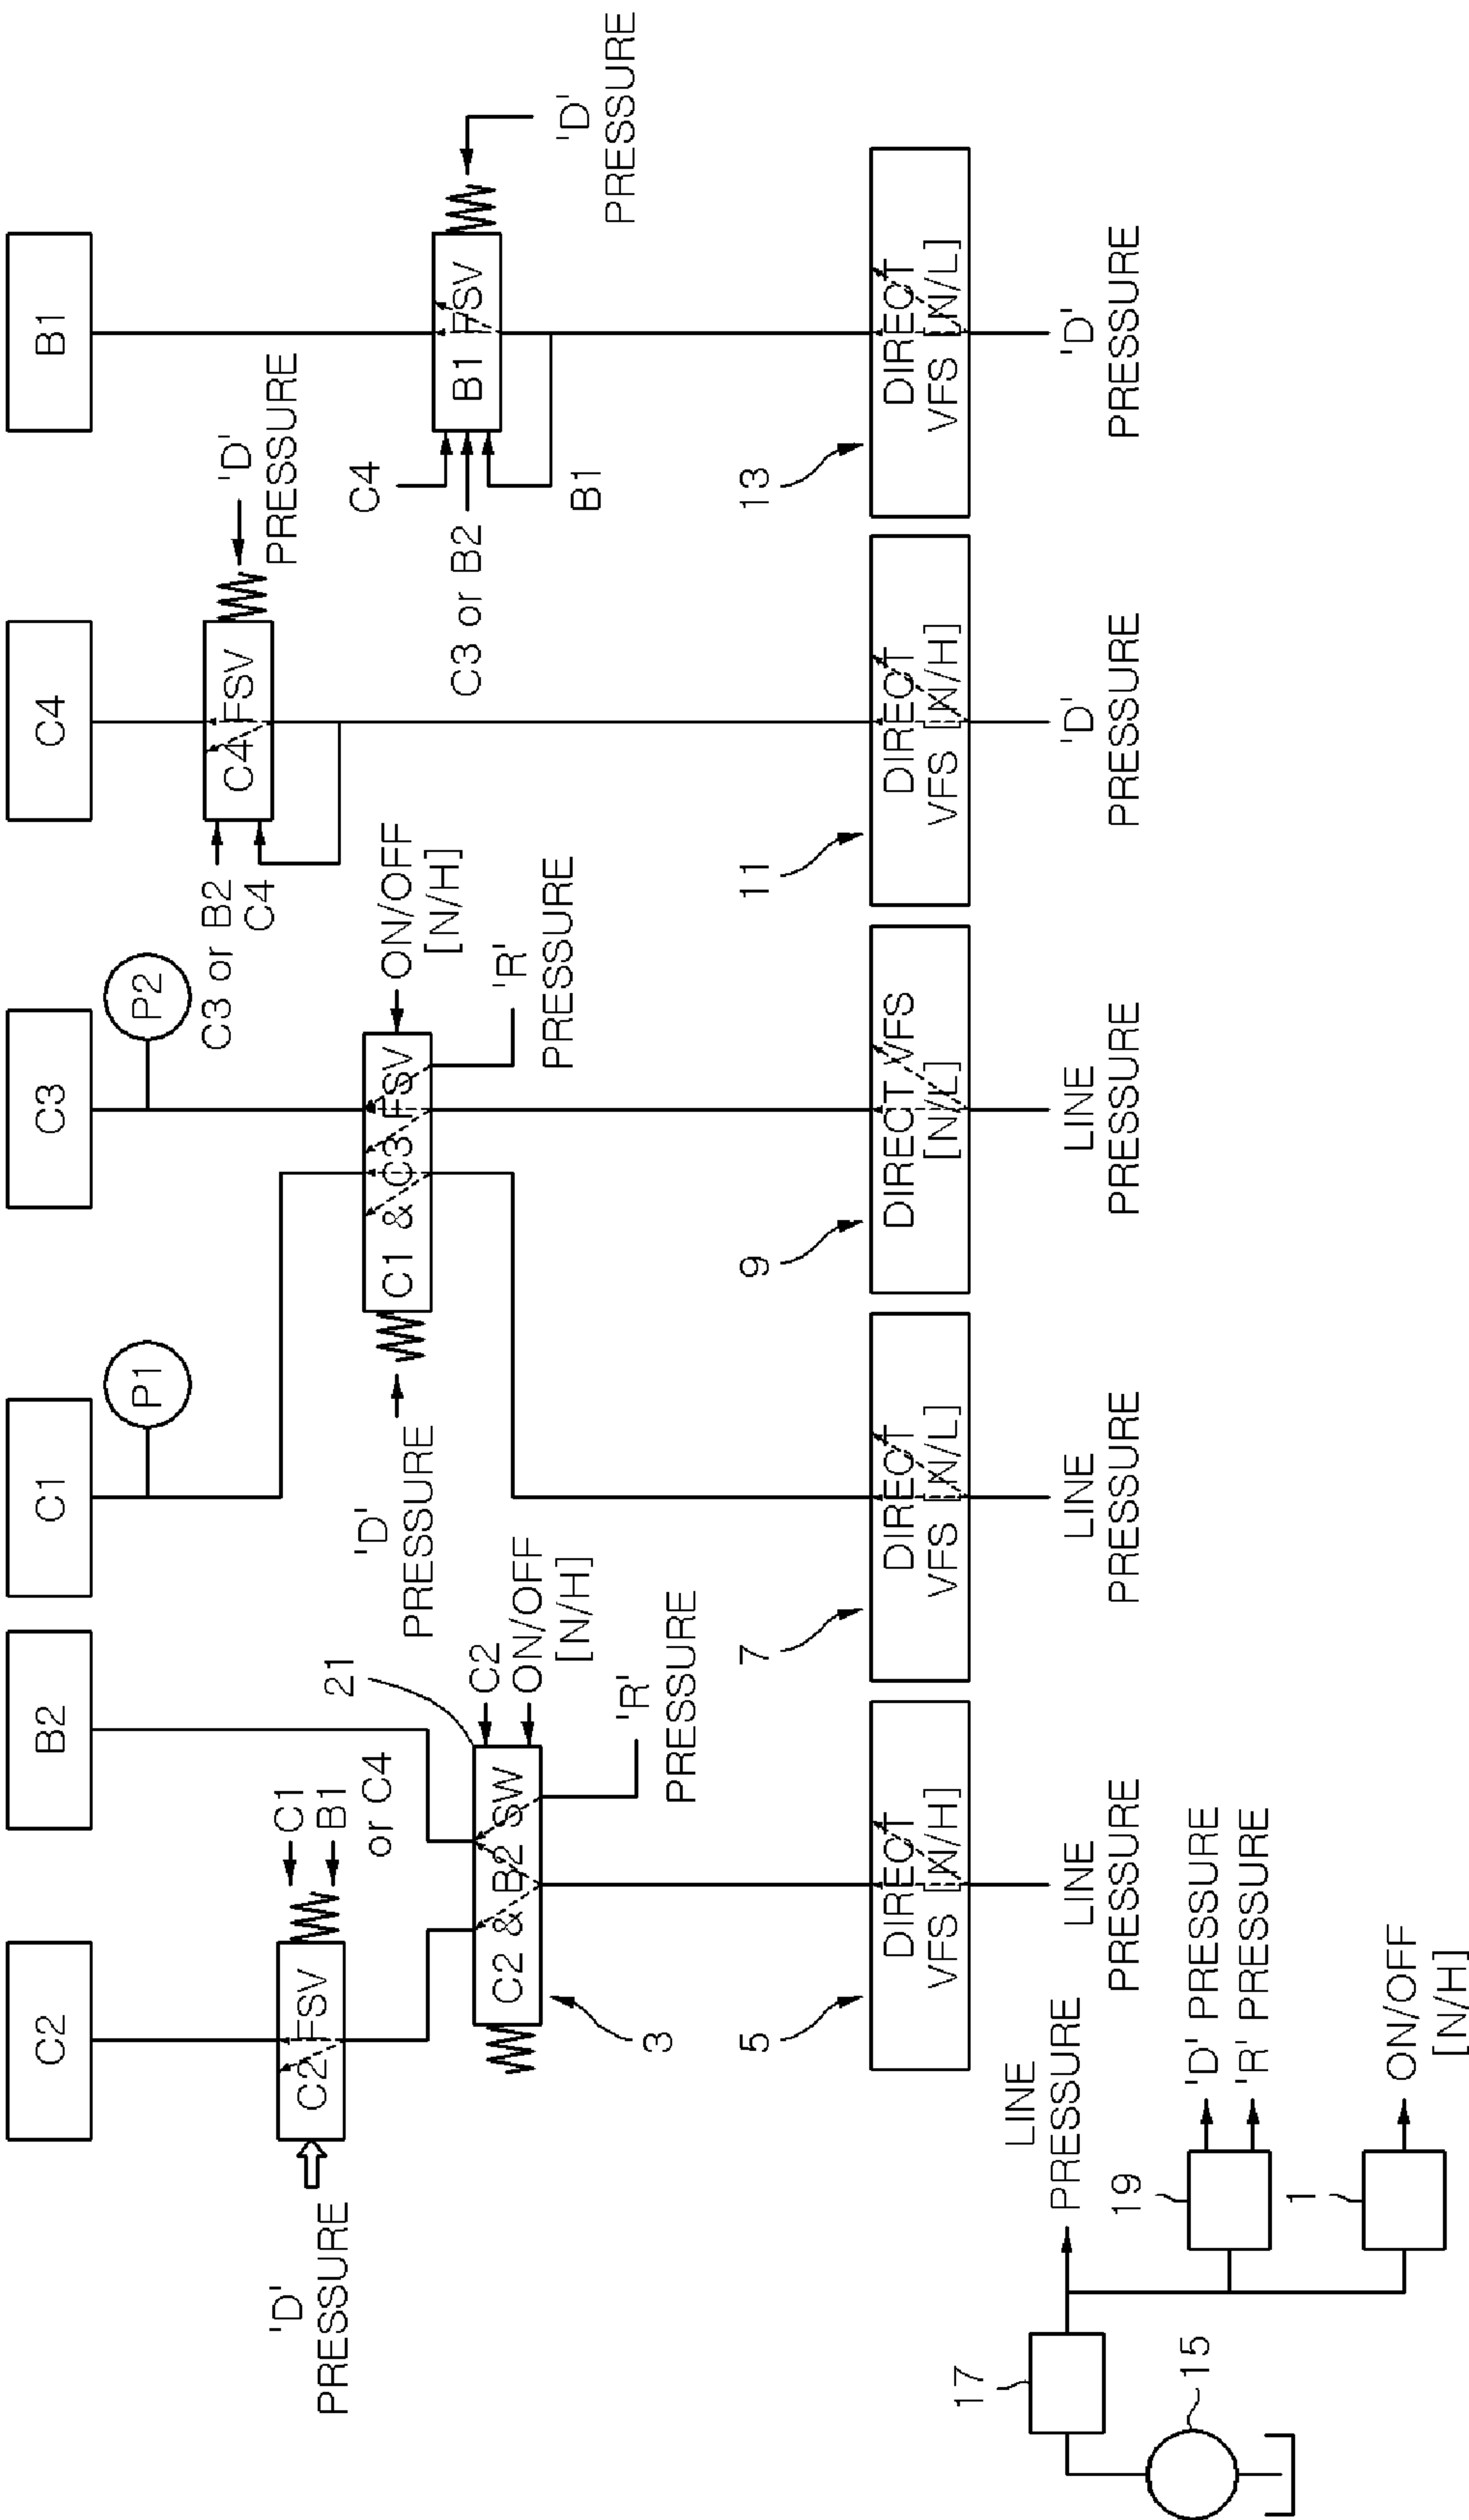 C2
B2
C1
C3
C4
B1
P1
P2
C1
B1
or C4
C2 FSV
'D'
PRESSURE
21
C2
ON/OFF
[N/H]
C2 & B2 SW
'R'
PRESSURE
3
'D'
PRESSURE
C1 & C3 FSV
ON/OFF
[N/H]
'R'
PRESSURE
C3 or B2
C4
C4 FSV
'D'
PRESSURE
C4
C3 or B2
B1
B1 FSV
'D'
PRESSURE
5
DIRECT
VFS [N/H]
LINE
PRESSURE
7
DIRECT
VFS [N/L]
LINE
PRESSURE
9
DIRECT VFS
[N/L]
LINE
PRESSURE
11
DIRECT
VFS [N/H]
'D'
PRESSURE
13
DIRECT
VFS [N/L]
'D'
PRESSURE
17
15
LINE
PRESSURE
19
'D' PRESSURE
'R' PRESSURE
1
ON/OFF
[N/H]